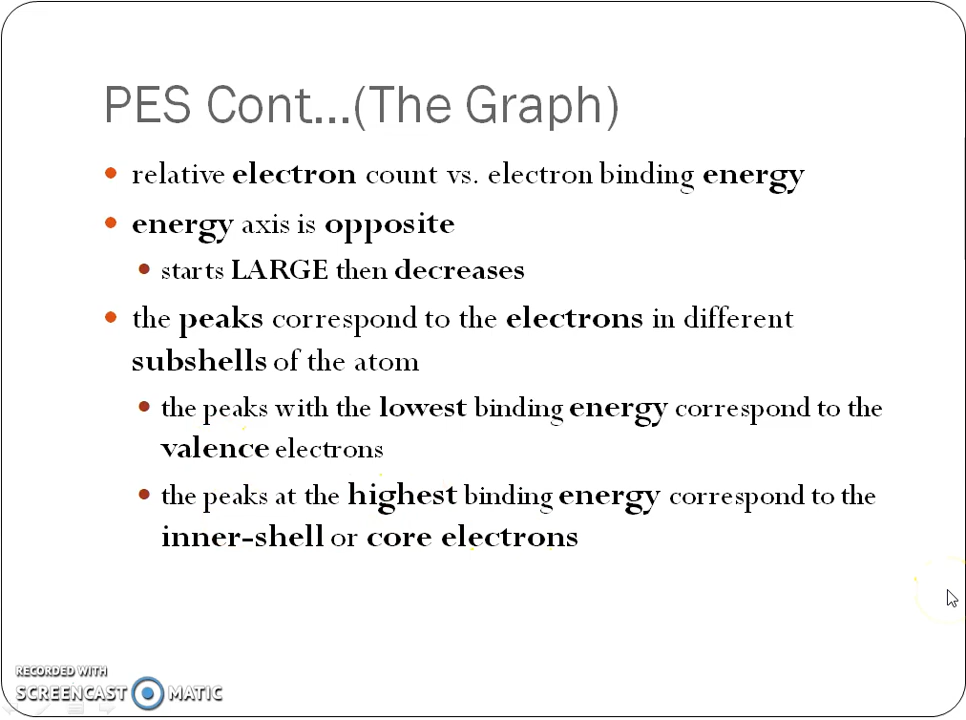 PES Cont...(The Graph)
• relative electron count vs. electron binding energy
• energy axis is opposite
• starts LARGE then decreases
• the peaks correspond to the electrons in different
subshells of the atom
• the peaks with the lowest binding energy correspond to the
valence electrons
• the peaks at the highest binding energy correspond to the
inner-shell or core electrons
RECORDED WITH
SCREENCAST MATIC